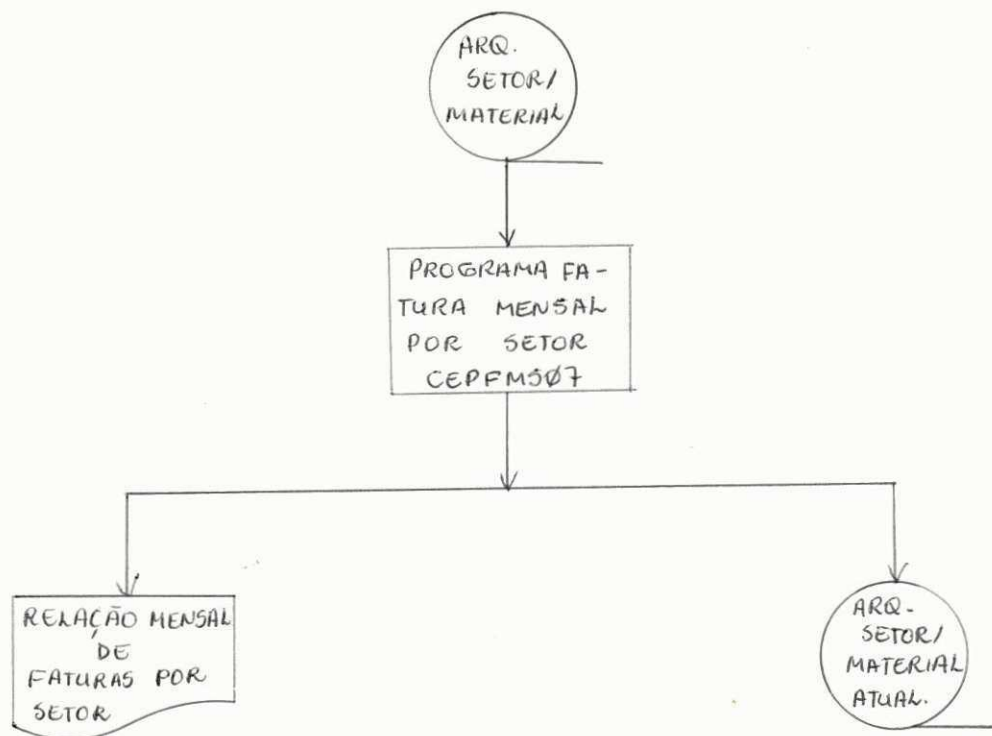 ARQ.
SETOR/
MATERIAL
PROGRAMA FA-
TURA MENSAL
POR SETOR
CEPFMSØ7
RELAÇÃO MENSAL
DE
FATURAS POR
SETOR
ARQ.
SETOR/
MATERIAL
ATUAL.